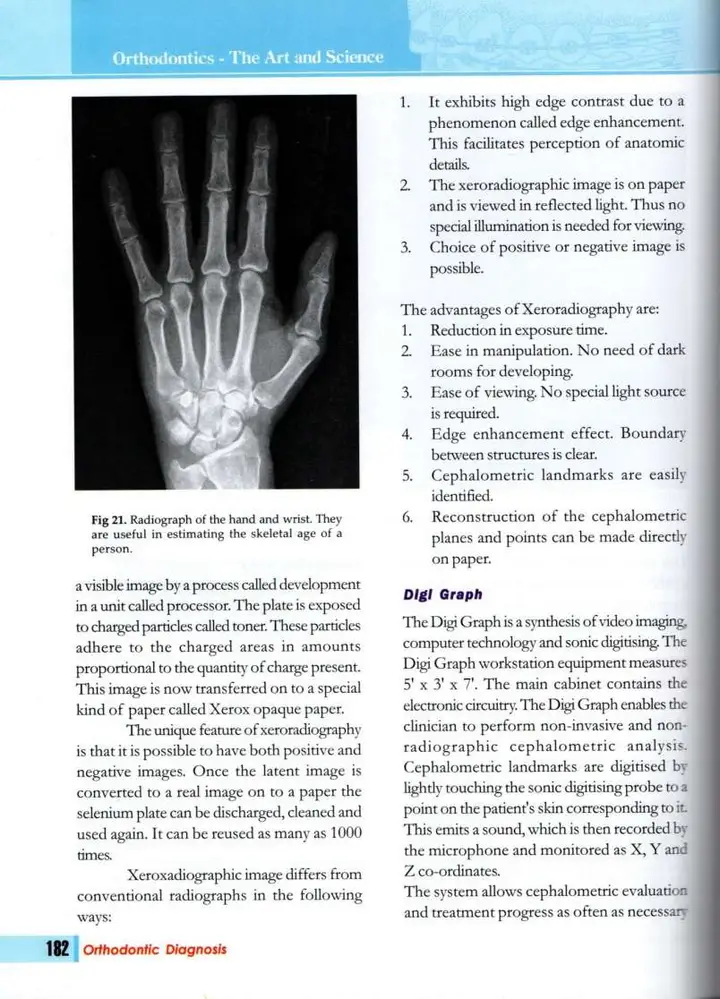 Orthodontics - The Art and Science
Fig 21. Radiograph of the hand and wrist. They
are useful in estimating the skeletal age of a
person.
a visible image by a process called development
in a unit called processor. The plate is exposed
to charged particles called toner. These particles
adhere to the charged areas in amounts
proportional to the quantity of charge present.
This image is now transferred on to a special
kind of paper called Xerox opaque paper.
The unique feature of xeroradiography
is that it is possible to have both positive and
negative images. Once the latent image is
converted to a real image on to a paper the
selenium plate can be discharged, cleaned and
used again. It can be reused as many as 1000
times.
Xeroxadiographic image differs from
conventional radiographs in the following
ways:
1. It exhibits high edge contrast due to a
phenomenon called edge enhancement.
This facilitates perception of anatomic
details.
2. The xeroradiographic image is on paper
and is viewed in reflected light. Thus no
special illumination is needed for viewing.
3. Choice of positive or negative image is
possible.
The advantages of Xeroradiography are:
1. Reduction in exposure time.
2. Ease in manipulation. No need of dark
rooms for developing.
3. Ease of viewing. No special light source
is required.
4. Edge enhancement effect. Boundary
between structures is clear.
5. Cephalometric landmarks are easily
identified.
6. Reconstruction of the cephalometric
planes and points can be made directly
on paper.
Digi Graph
The Digi Graph is a synthesis of video imaging,
computer technology and sonic digitising. The
Digi Graph workstation equipment measures
5' x 3' x 7'. The main cabinet contains the
electronic circuitry. The Digi Graph enables the
clinician to perform non-invasive and non-
radiographic cephalometric analysis.
Cephalometric landmarks are digitised by
lightly touching the sonic digitising probe to a
point on the patient's skin corresponding to it.
This emits a sound, which is then recorded by
the microphone and monitored as X, Y and
Z co-ordinates.
The system allows cephalometric evaluation
and treatment progress as often as necessary
182 Orthodontic Diagnosis